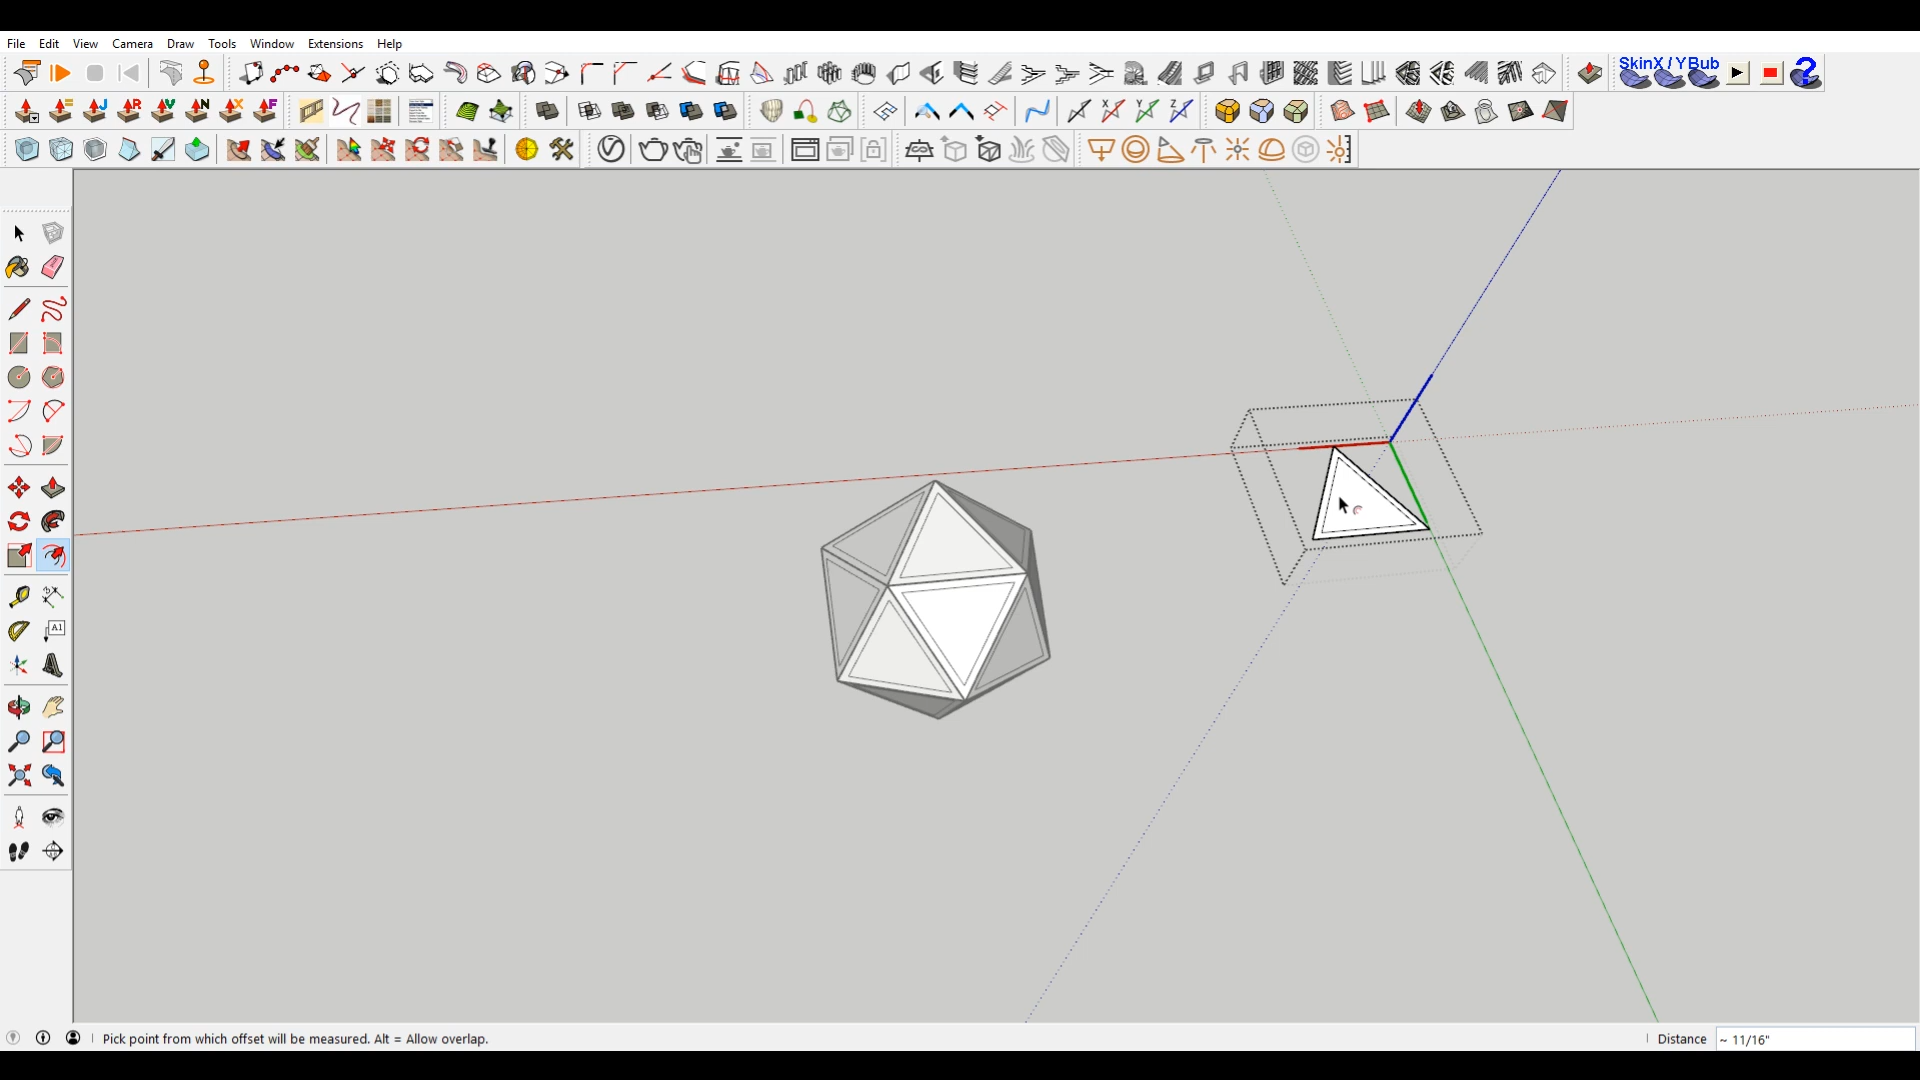 File Edit View Camera Draw Tools Window Extensions Help
SkinX / YBub
J R V N X F
X Y Z
A1
Pick point from which offset will be measured. Alt = Allow overlap.
Distance ~ 11/16"